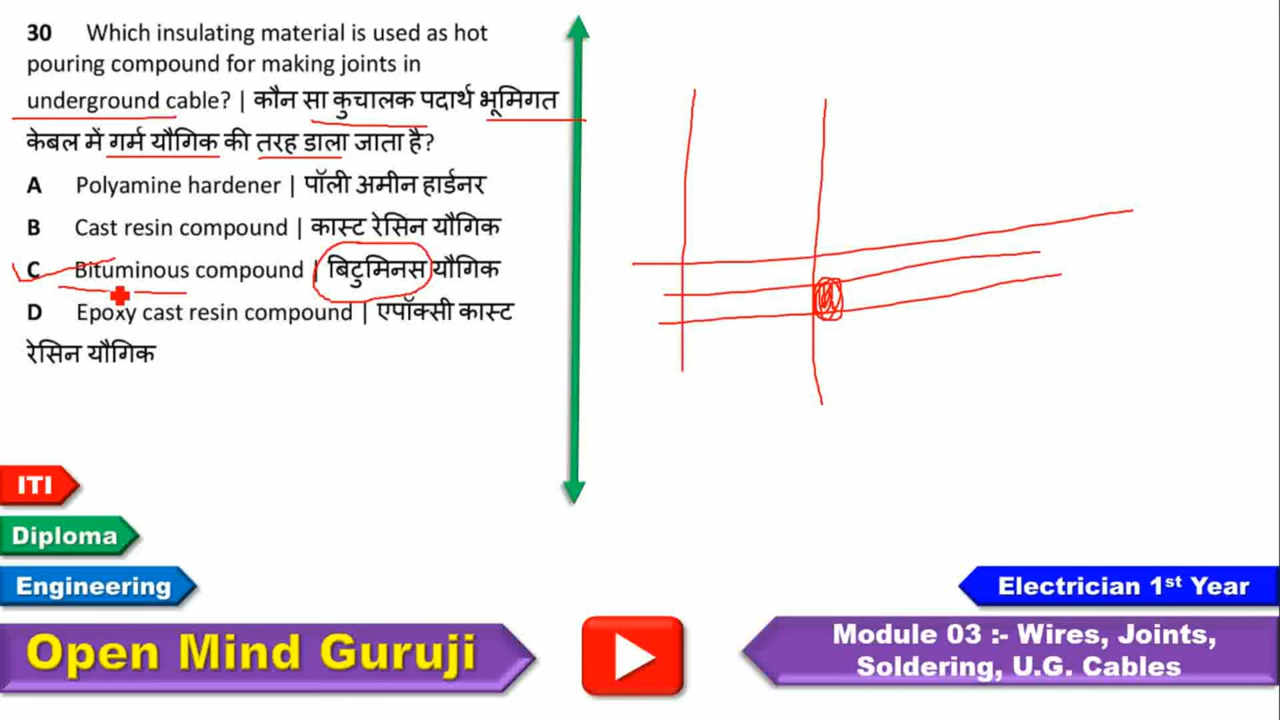 30 Which insulating material is used as hot
pouring compound for making joints in
underground cable? | कौन सा कुचालक पदार्थ भूमिगत
केबल में गर्म यौगिक की तरह डाला जाता है?
A Polyamine hardener | पॉली अमीन हार्डनर
B Cast resin compound | कास्ट रेसिन यौगिक
C Bituminous compound | बिटुमिनस यौगिक
D Epoxy cast resin compound | एपॉक्सी कास्ट
रेसिन यौगिक
ITI
Diploma
Engineering
Open Mind Guruji
Electrician 1st Year
Module 03 :- Wires, Joints,
Soldering, U.G. Cables